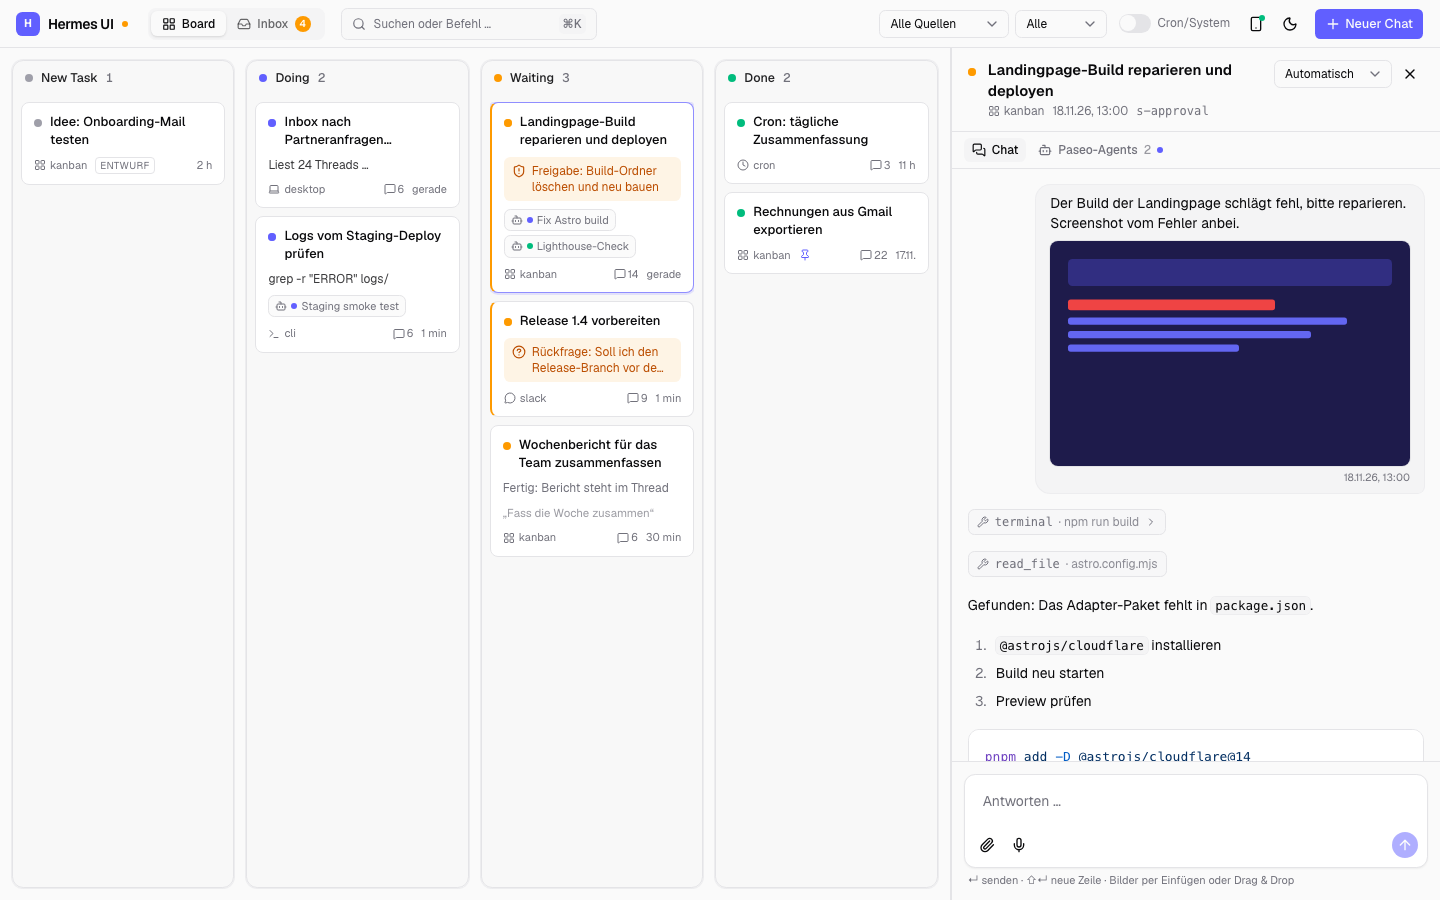 H Hermes UI Board Inbox 4 Suchen oder Befehl … ⌘K Alle Quellen Alle Cron/System Neuer Chat
New Task 1
Idee: Onboarding-Mail
testen
kanban ENTWURF 2 h
Doing 2
Inbox nach
Partneranfragen…
Liest 24 Threads …
desktop 6 gerade
Logs vom Staging-Deploy
prüfen
grep -r "ERROR" logs/
Staging smoke test
cli 6 1 min
Waiting 3
Landingpage-Build
reparieren und deployen
Freigabe: Build-Ordner
löschen und neu bauen
Fix Astro build
Lighthouse-Check
kanban 14 gerade
Release 1.4 vorbereiten
Rückfrage: Soll ich den
Release-Branch vor de…
slack 9 1 min
Wochenbericht für das
Team zusammenfassen
Fertig: Bericht steht im Thread
„Fass die Woche zusammen“
kanban 6 30 min
Done 2
Cron: tägliche
Zusammenfassung
cron 3 11 h
Rechnungen aus Gmail
exportieren
kanban 22 17.11.
Landingpage-Build reparieren und
deployen
Automatisch
kanban 18.11.26, 13:00 s-approval
Chat Paseo-Agents 2
Der Build der Landingpage schlägt fehl, bitte reparieren.
Screenshot vom Fehler anbei.
18.11.26, 13:00
terminal · npm run build
read_file · astro.config.mjs
Gefunden: Das Adapter-Paket fehlt in package.json.
1. @astrojs/cloudflare installieren
2. Build neu starten
3. Preview prüfen
pnpm add -D @astrojs/cloudflare@14
Antworten …
↵ senden · ⇧↵ neue Zeile · Bilder per Einfügen oder Drag & Drop